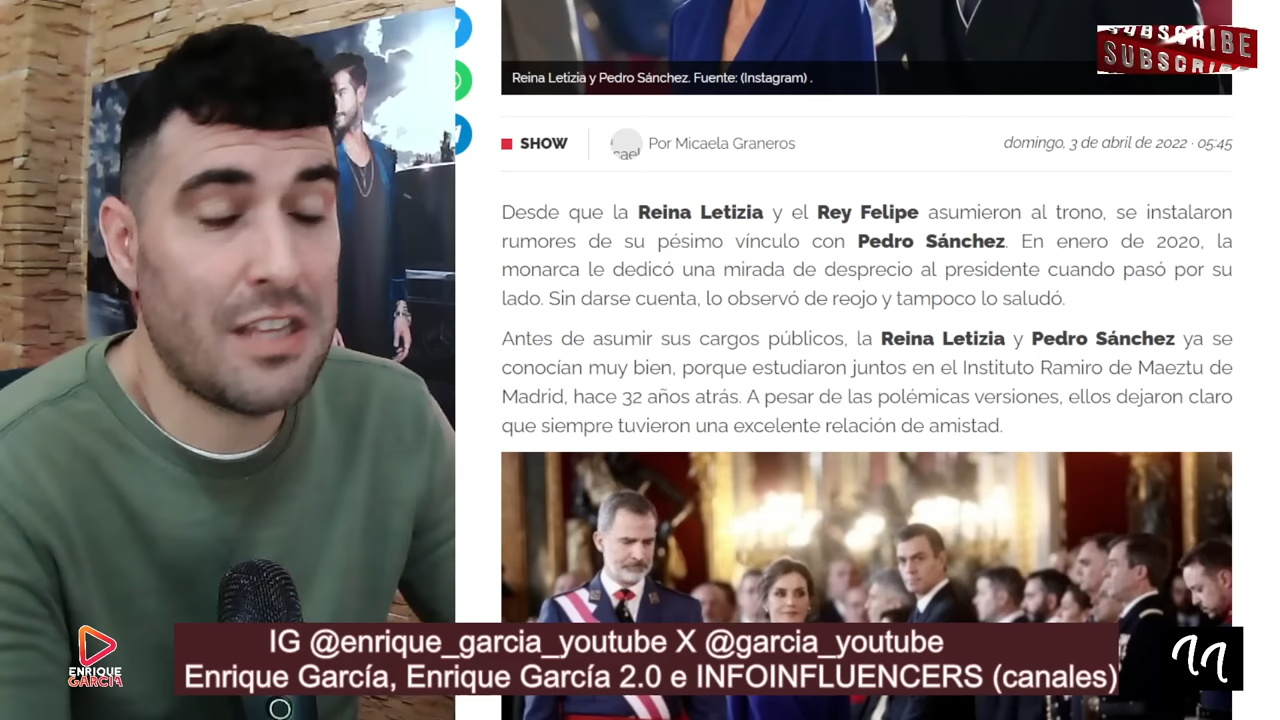 SUBSCRIBE
SUBSCRIBE
Reina Letizia y Pedro Sánchez. Fuente: (Instagram) .
SHOW
Por Micaela Graneros
domingo, 3 de abril de 2022 · 05:45
Desde que la Reina Letizia y el Rey Felipe asumieron al trono, se instalaron
rumores de su pésimo vínculo con Pedro Sánchez. En enero de 2020, la
monarca le dedicó una mirada de desprecio al presidente cuando pasó por su
lado. Sin darse cuenta, lo observó de reojo y tampoco lo saludó.
Antes de asumir sus cargos públicos, la Reina Letizia y Pedro Sánchez ya se
conocían muy bien, porque estudiaron juntos en el Instituto Ramiro de Maeztu de
Madrid, hace 32 años atrás. A pesar de las polémicas versiones, ellos dejaron claro
que siempre tuvieron una excelente relación de amistad.
IG @enrique_garcia_youtube X @garcia_youtube
Enrique García, Enrique García 2.0 e INFOINFLUENCERS (canales)
ENRIQUE
GARCÍA